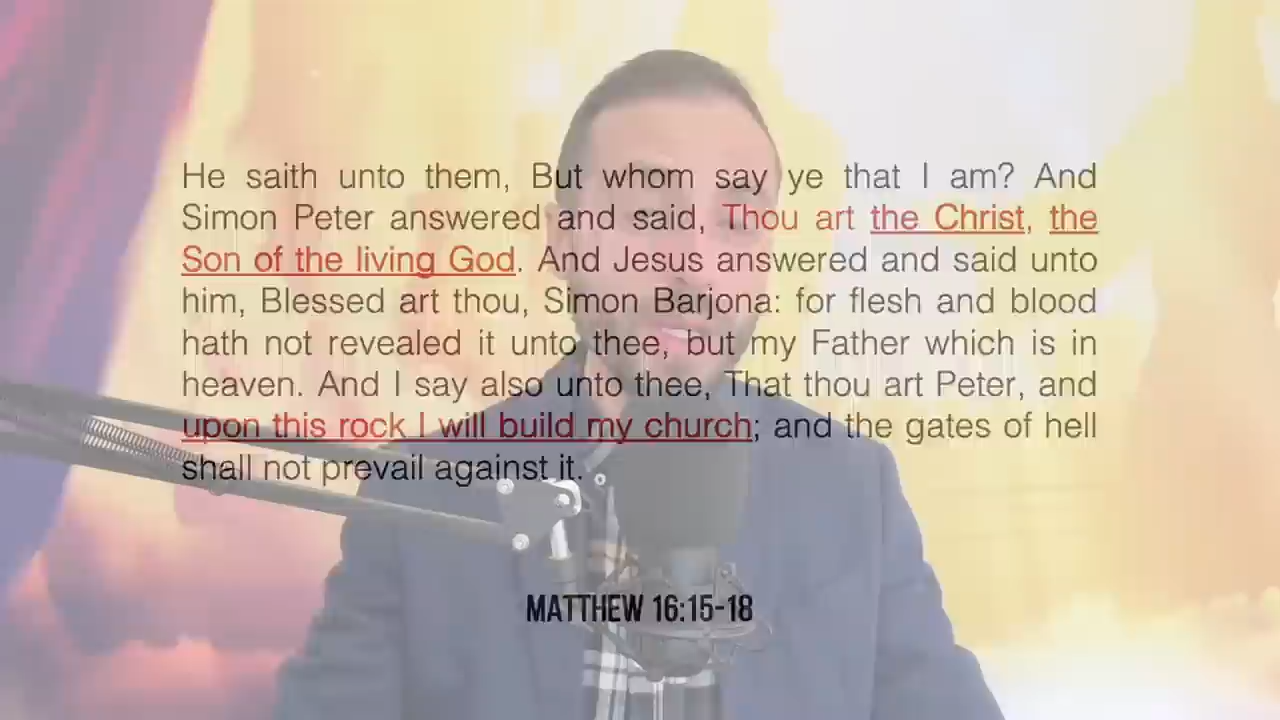 He saith unto them, But whom say ye that I am? And
Simon Peter answered and said, Thou art the Christ, the
Son of the living God. And Jesus answered and said unto
him, Blessed art thou, Simon Barjona: for flesh and blood
hath not revealed it unto thee, but my Father which is in
heaven. And I say also unto thee, That thou art Peter, and
upon this rock I will build my church; and the gates of hell
shall not prevail against it.
MATTHEW 16:15-18